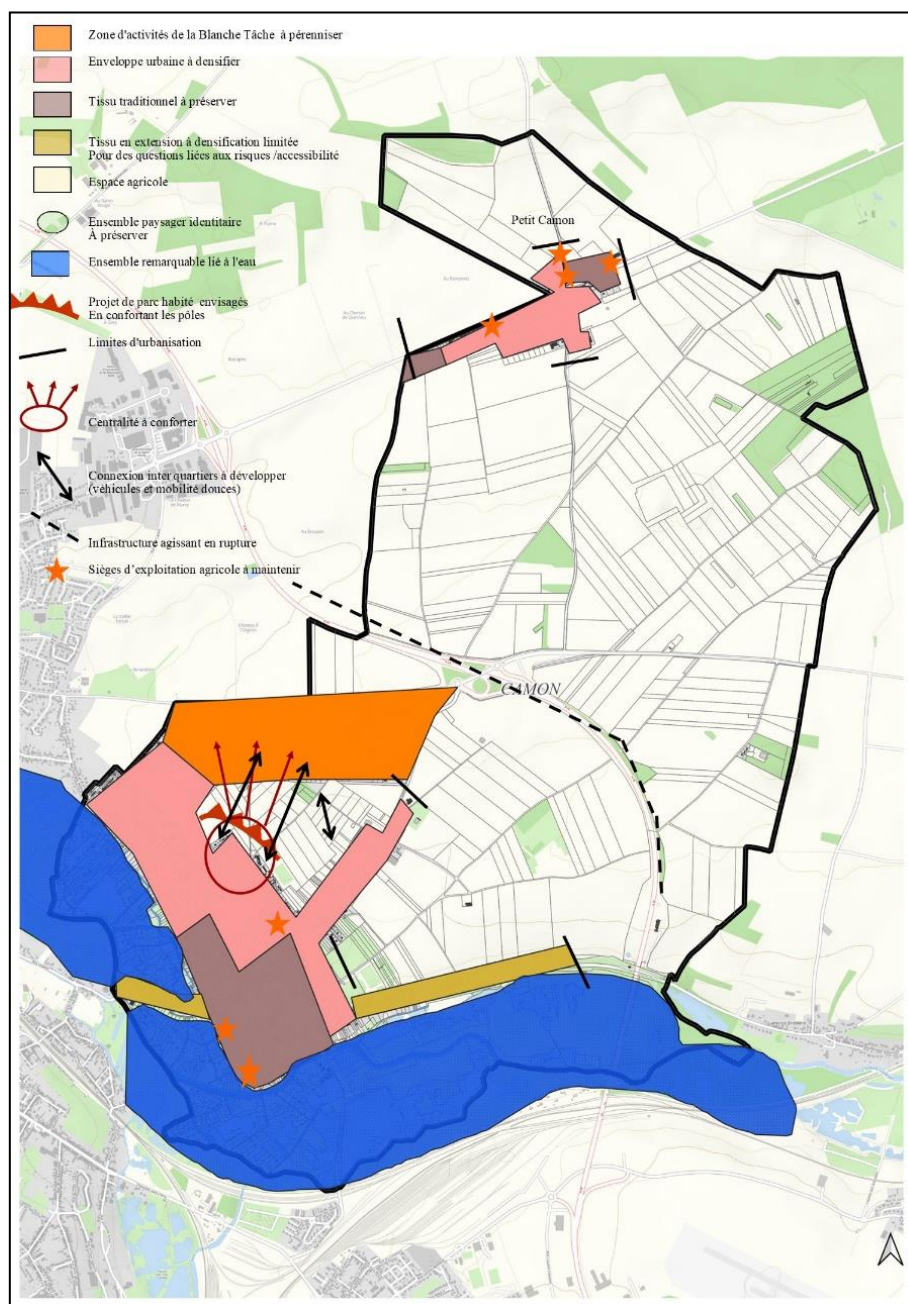 Zone d'activités de la Blanche Tâche à pérenniser
Enveloppe urbaine à densifier
Tissu traditionnel à préserver
Tissu en extension à densification limitée
Pour des questions liées aux risques /accessibilité
Espace agricole
Ensemble paysager identitaire
À préserver
Ensemble remarquable lié à l'eau
Projet de parc habité envisagés
En confortant les pôles
Limites d'urbanisation
Centralité à conforter
Connexion inter quartiers à développer
(véhicules et mobilité douces)
Infrastructure agissant en rupture
Sièges d'exploitation agricole à maintenir
Petit Camon
CAMON